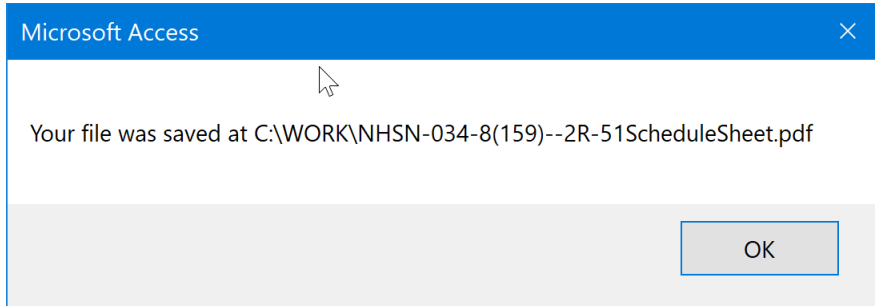 Microsoft Access
Your file was saved at C:\WORK\NHSN-034-8(159)--2R-51ScheduleSheet.pdf
OK